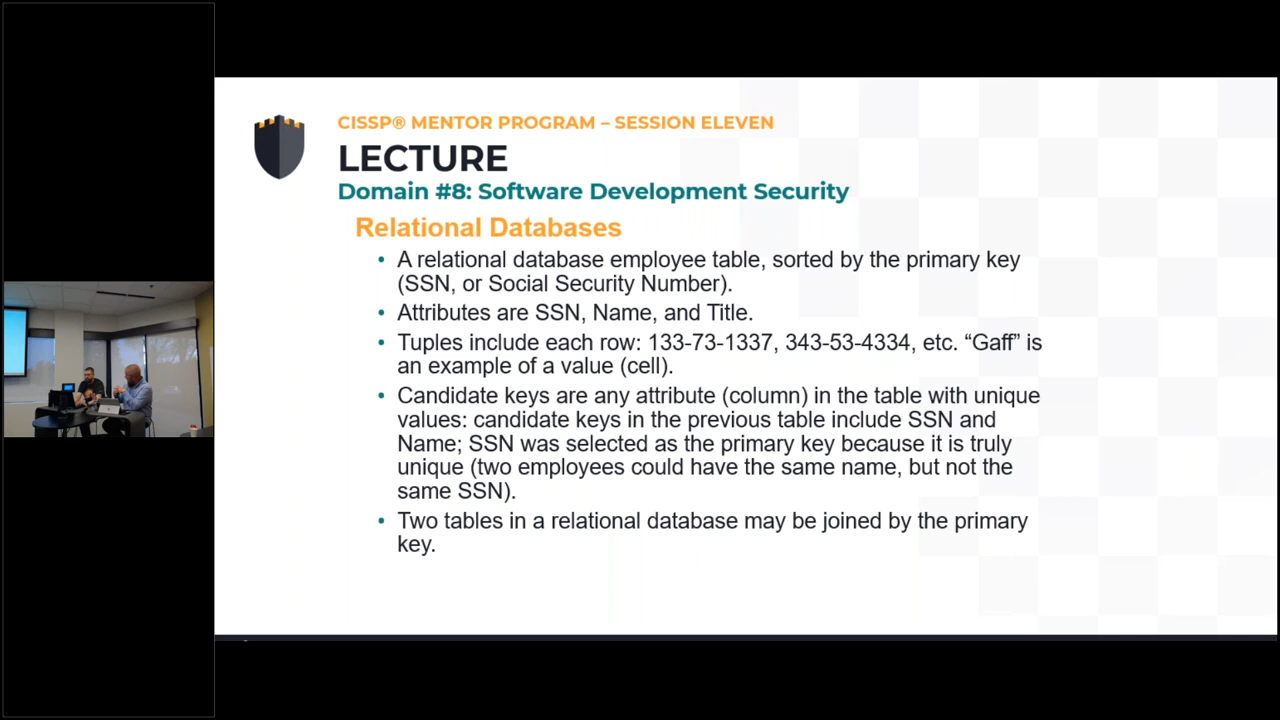 CISSP® MENTOR PROGRAM – SESSION ELEVEN
LECTURE
Domain #8: Software Development Security
Relational Databases
• A relational database employee table, sorted by the primary key
(SSN, or Social Security Number).
• Attributes are SSN, Name, and Title.
• Tuples include each row: 133-73-1337, 343-53-4334, etc. “Gaff” is
an example of a value (cell).
• Candidate keys are any attribute (column) in the table with unique
values: candidate keys in the previous table include SSN and
Name; SSN was selected as the primary key because it is truly
unique (two employees could have the same name, but not the
same SSN).
• Two tables in a relational database may be joined by the primary
key.